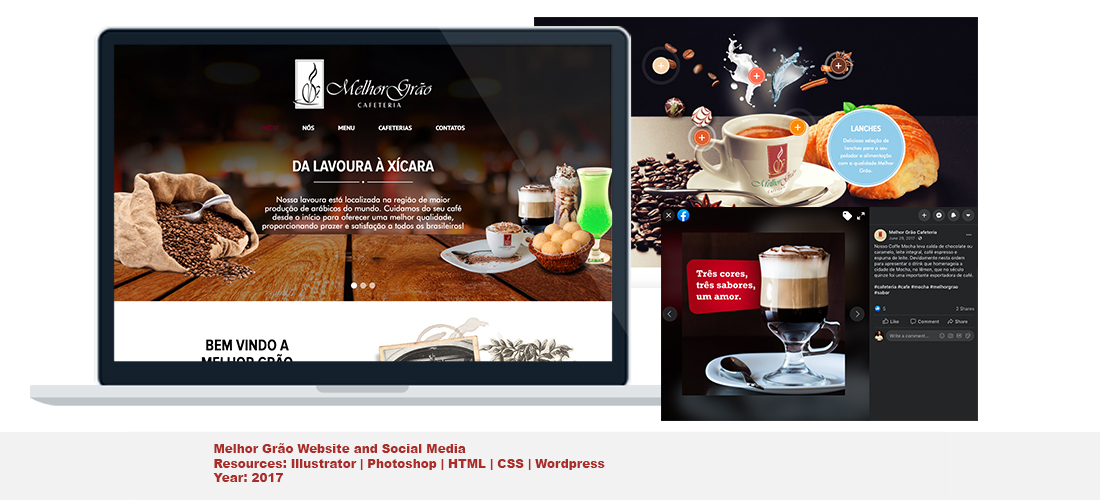 Melhor Grão
CAFETERIA
NÓS MENU CAFETERIAS CONTATOS
DA LAVOURA À XÍCARA
Nossa lavoura está localizada na região de maior
produção de arábicos do mundo. Cuidamos do seu café
desde o início para oferecer uma melhor qualidade,
proporcionando prazer e satisfação a todos os brasileiros!
BEM VINDO A
MELHOR GRÃO
Melhor Grão
LANCHES
Deliciosa seleção de
lanches para o seu
paladar e alimentação
com a qualidade Melhor
Grão.
Três cores,
três sabores,
um amor.
Melhor Grão Cafeteria
June 28, 2017
Nosso Coffe Mocha leva calda de chocolate ou
caramelo, leite integral, café espresso e
espuma de leite. Devidamente nesta ordem
para apresentar o drink que homenageia a
cidade de Mocha, no Iêmen, que no século
quinze foi uma importante exportadora de café.
#cafeteria #cafe #mocha #melhorgrao
#sabor
2 Shares
Like Comment Share
Write a comment...
Melhor Grão Website and Social Media
Resources: Illustrator | Photoshop | HTML | CSS | Wordpress
Year: 2017